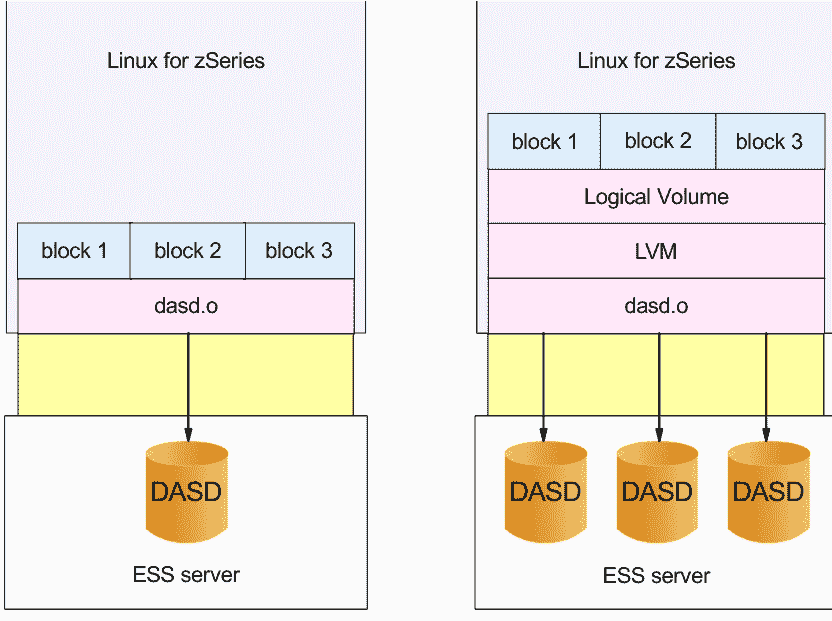 Linux for zSeries
block 1 block 2 block 3
dasd.o
DASD
ESS server
Linux for zSeries
block 1 block 2 block 3
Logical Volume
LVM
dasd.o
DASD DASD DASD
ESS server